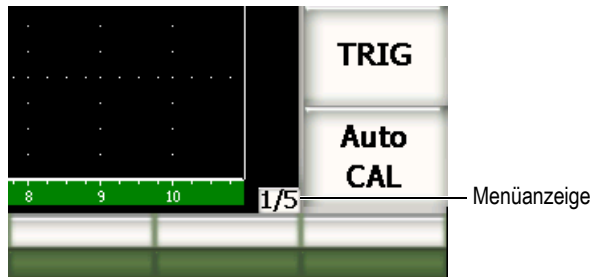 TRIG
Auto
CAL
8 9 10
1/5
Menüanzeige